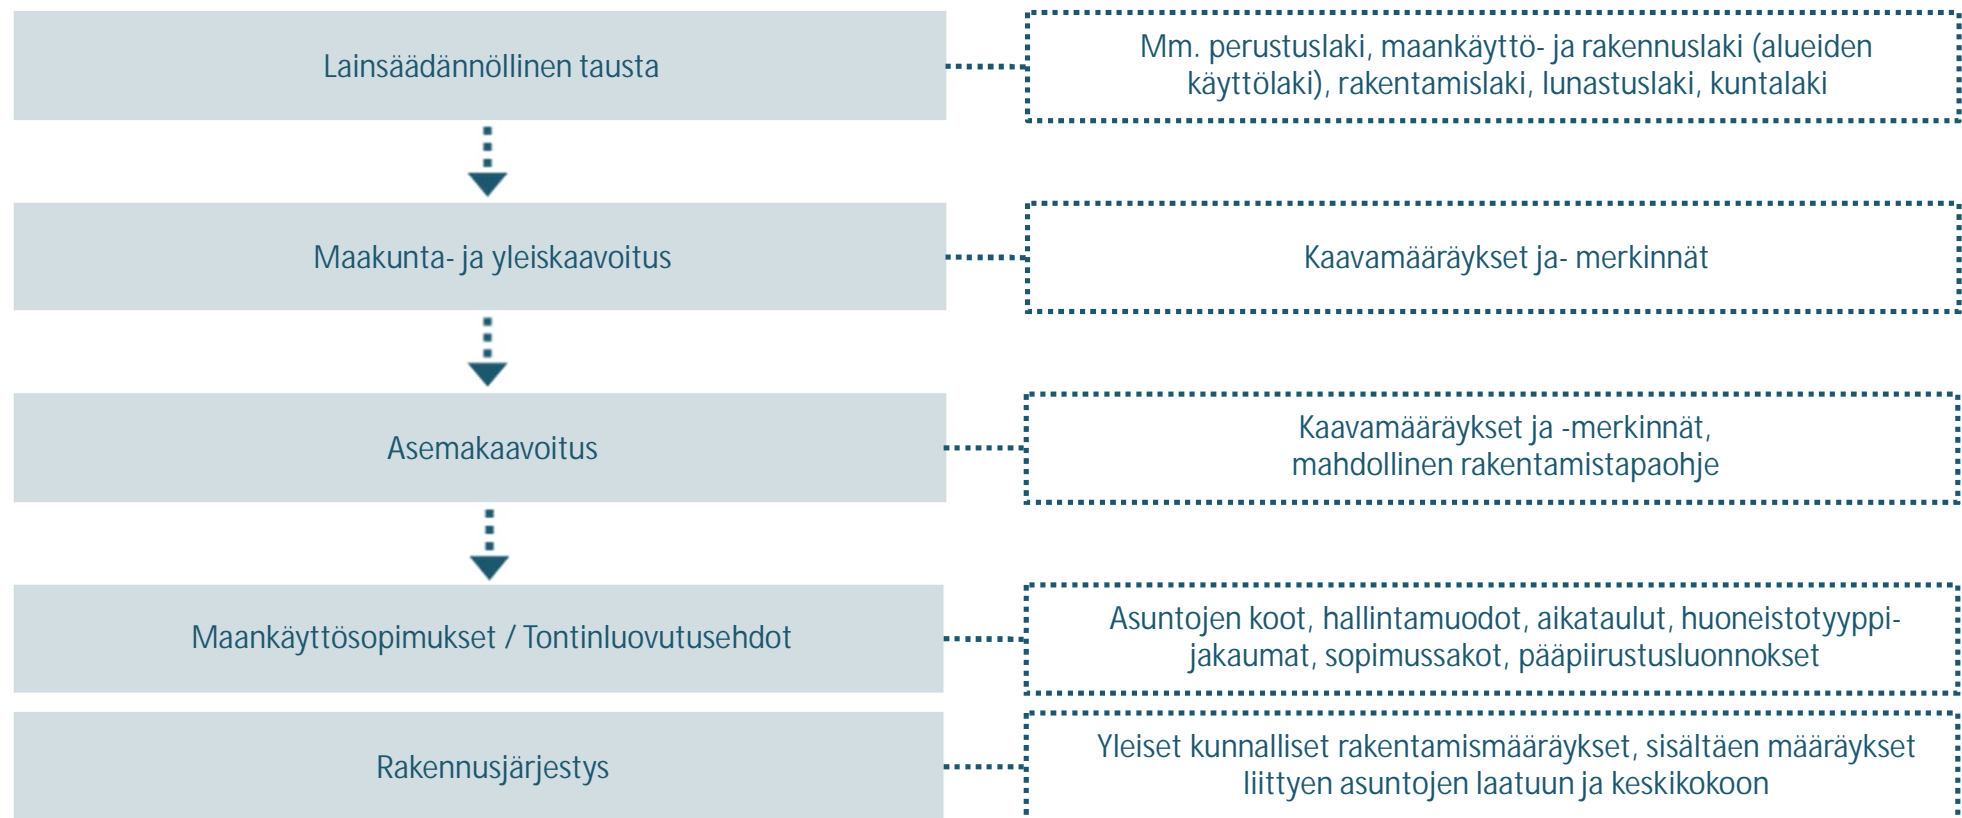 Lainsäädännöllinen tausta
Mm. perustuslaki, maankäyttö- ja rakennuslaki (alueiden
käyttölaki), rakentamislaki, lunastuslaki, kuntalaki
Maakunta- ja yleiskaavoitus
Kaavamääräykset ja- merkinnät
Asemakaavoitus
Kaavamääräykset ja -merkinnät,
mahdollinen rakentamistapaohje
Maankäyttösopimukset / Tontinluovutusehdot
Asuntojen koot, hallintamuodot, aikataulut, huoneistotyyppi-
jakaumat, sopimussakot, pääpiirustusluonnokset
Rakennusjärjestys
Yleiset kunnalliset rakentamismääräykset, sisältäen määräykset
liittyen asuntojen laatuun ja keskikokoon